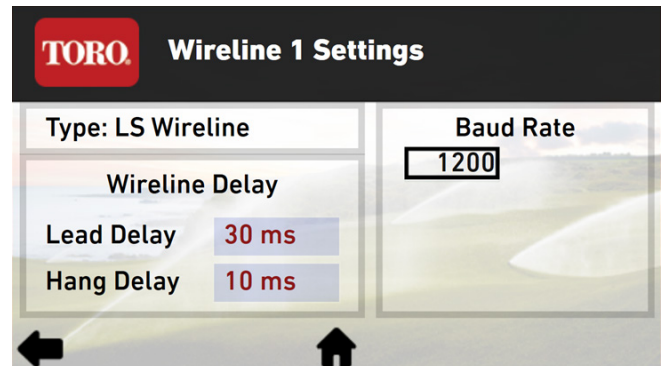 TORO.
Wireline 1 Settings
Type: LS Wireline
Wireline Delay
Lead Delay 30 ms
Hang Delay 10 ms
Baud Rate
1200